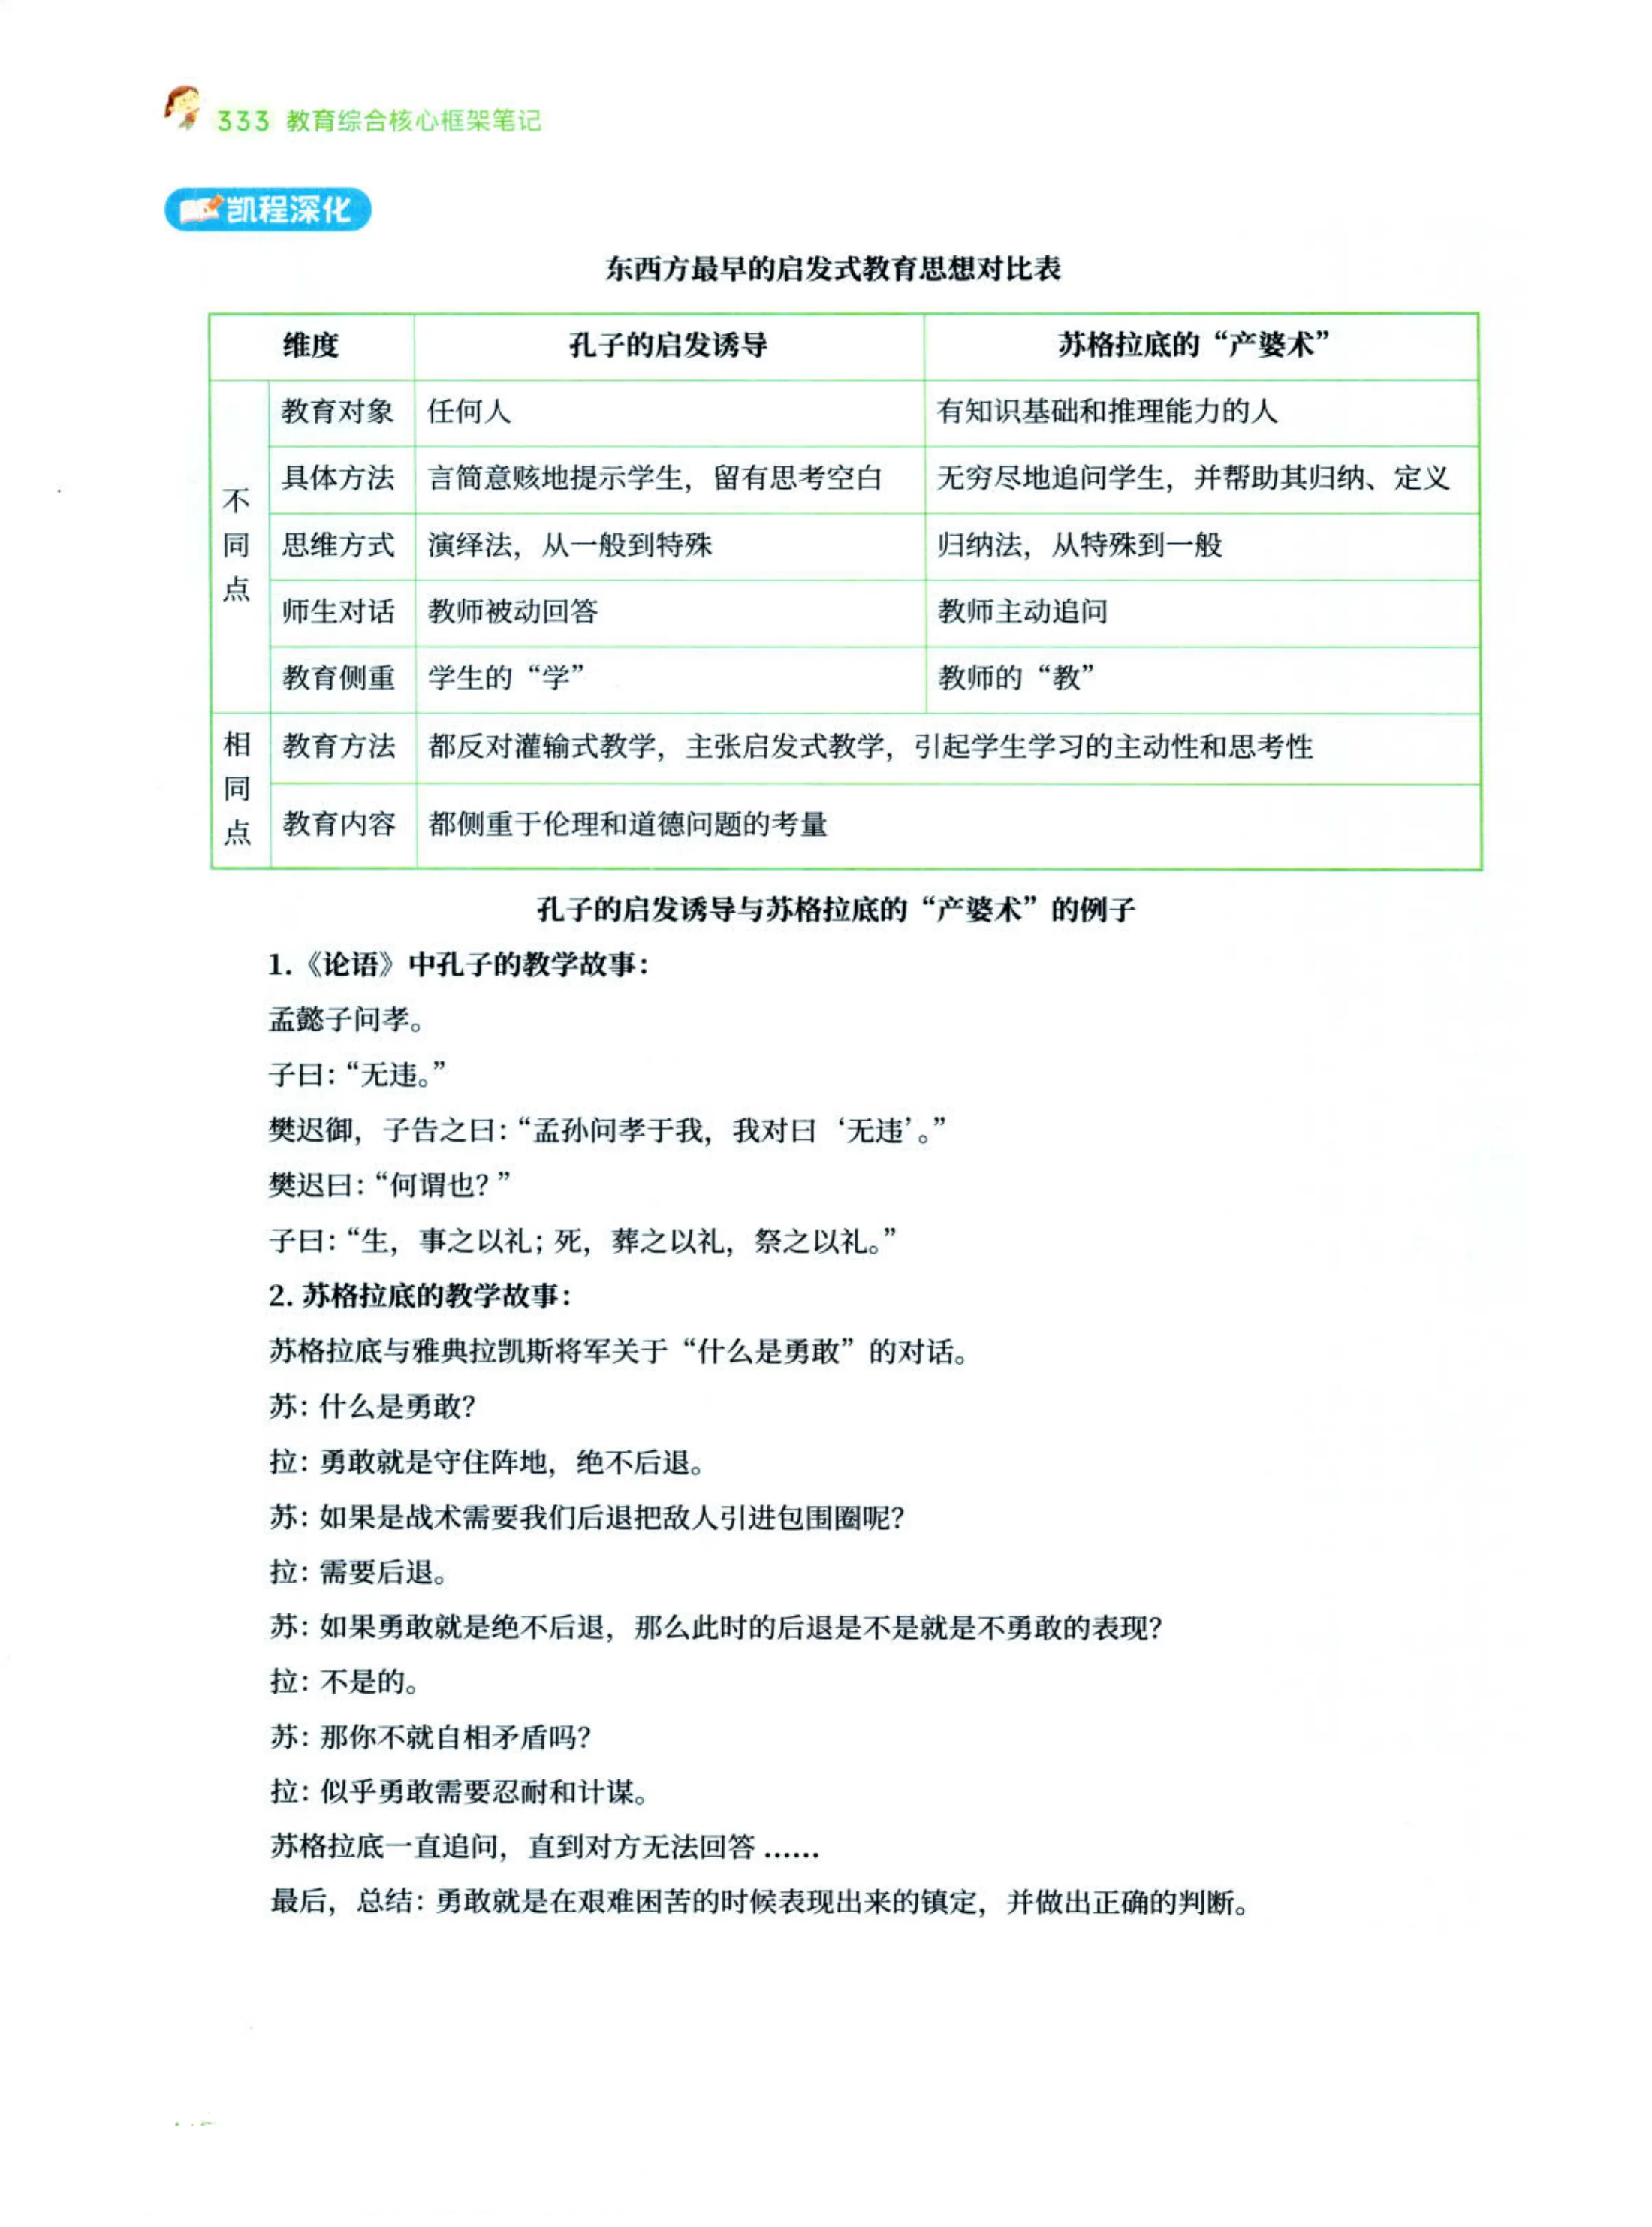 333 教育综合核心框架笔记
凯程深化
东西方最早的启发式教育思想对比表
维度 孔子的启发诱导 苏格拉底的“产婆术”
不同点
教育对象 任何人 有知识基础和推理能力的人
具体方法 言简意赅地提示学生，留有思考空白 无穷尽地追问学生，并帮助其归纳、定义
思维方式 演绎法，从一般到特殊 归纳法，从特殊到一般
师生对话 教师被动回答 教师主动追问
教育侧重 学生的“学” 教师的“教”
相同点
教育方法 都反对灌输式教学，主张启发式教学，引起学生学习的主动性和思考性
教育内容 都侧重于伦理和道德问题的考量
孔子的启发诱导与苏格拉底的“产婆术”的例子
1.《论语》中孔子的教学故事：
孟懿子问孝。
子曰：“无违。”
樊迟御，子告之曰：“孟孙问孝于我，我对曰‘无违’。”
樊迟曰：“何谓也？”
子曰：“生，事之以礼；死，葬之以礼，祭之以礼。”
2. 苏格拉底的教学故事：
苏格拉底与雅典拉凯斯将军关于“什么是勇敢”的对话。
苏：什么是勇敢？
拉：勇敢就是守住阵地，绝不后退。
苏：如果是战术需要我们后退把敌人引进包围圈呢？
拉：需要后退。
苏：如果勇敢就是绝不后退，那么此时的后退是不是就是不勇敢的表现？
拉：不是的。
苏：那你不就自相矛盾吗？
拉：似乎勇敢需要忍耐和计谋。
苏格拉底一直追问，直到对方无法回答……
最后，总结：勇敢就是在艰难困苦的时候表现出来的镇定，并做出正确的判断。